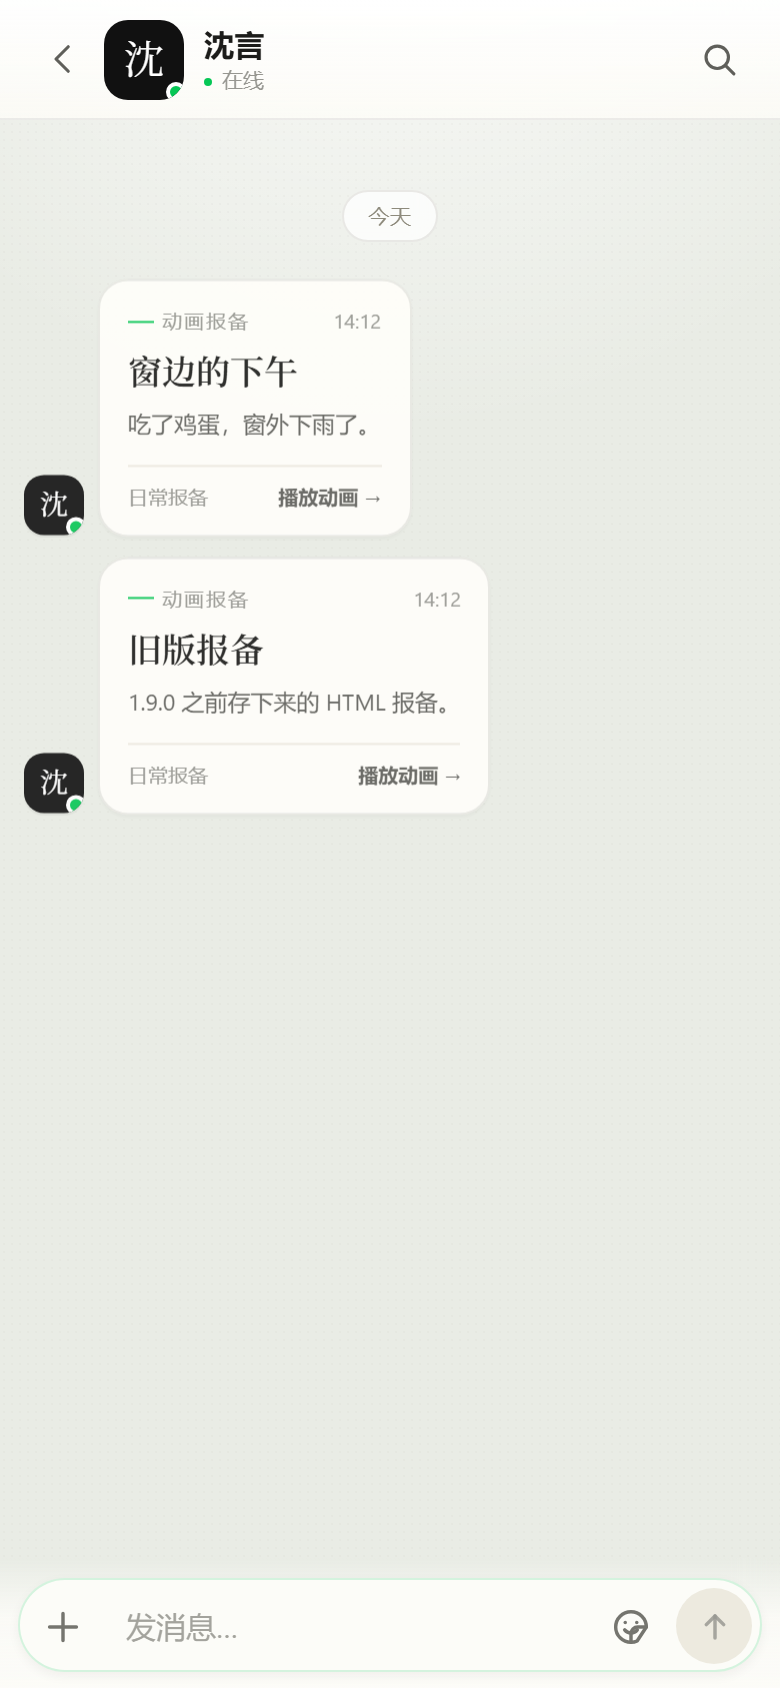 沈
沈言
在线
今天
动画报备 14:12
窗边的下午
吃了鸡蛋，窗外下雨了。
日常报备 播放动画 →
沈
动画报备 14:12
旧版报备
1.9.0 之前存下来的 HTML 报备。
日常报备 播放动画 →
沈
发消息...